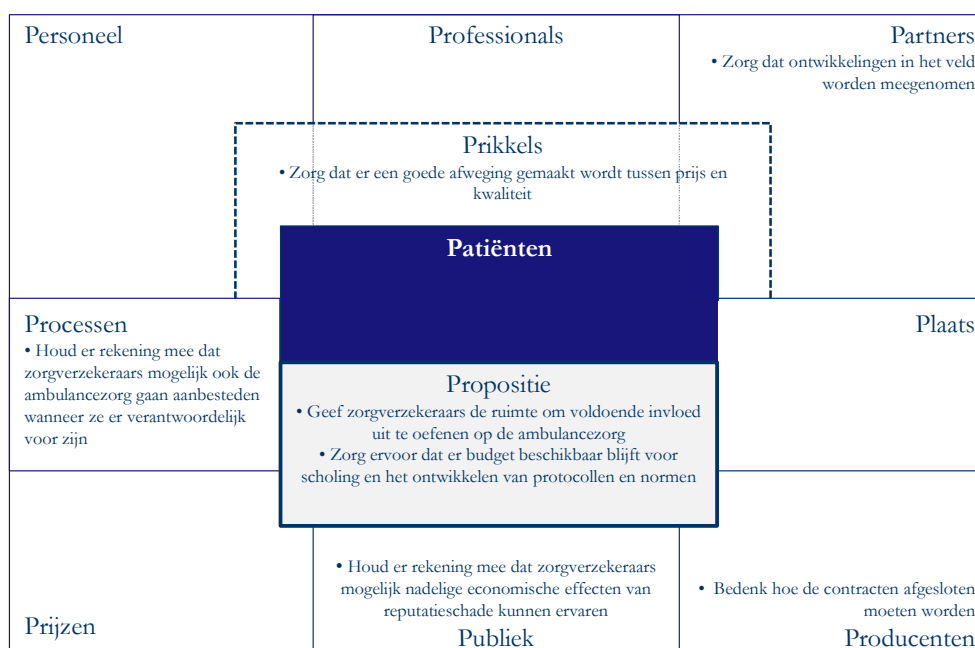 Personeel
Professionals
Partners
• Zorg dat ontwikkelingen in het veld
worden meegenomen
Prikkels
• Zorg dat er een goede afweging gemaakt wordt tussen prijs en
kwaliteit
Patiënten
Processen
• Houd er rekening mee dat
zorgverzekeraars mogelijk ook de
ambulancezorg gaan aanbesteden
wanneer ze er verantwoordelijk
voor zijn
Plaats
Propositie
• Geef zorgverzekeraars de ruimte om voldoende invloed
uit te oefenen op de ambulancezorg
• Zorg ervoor dat er budget beschikbaar blijft voor
scholing en het ontwikkelen van protocollen en normen
Prijzen
• Houd er rekening mee dat zorgverzekeraars
mogelijk nadelige economische effecten van
reputatieschade kunnen ervaren
Publiek
• Bedenk hoe de contracten afgesloten
moeten worden
Producenten